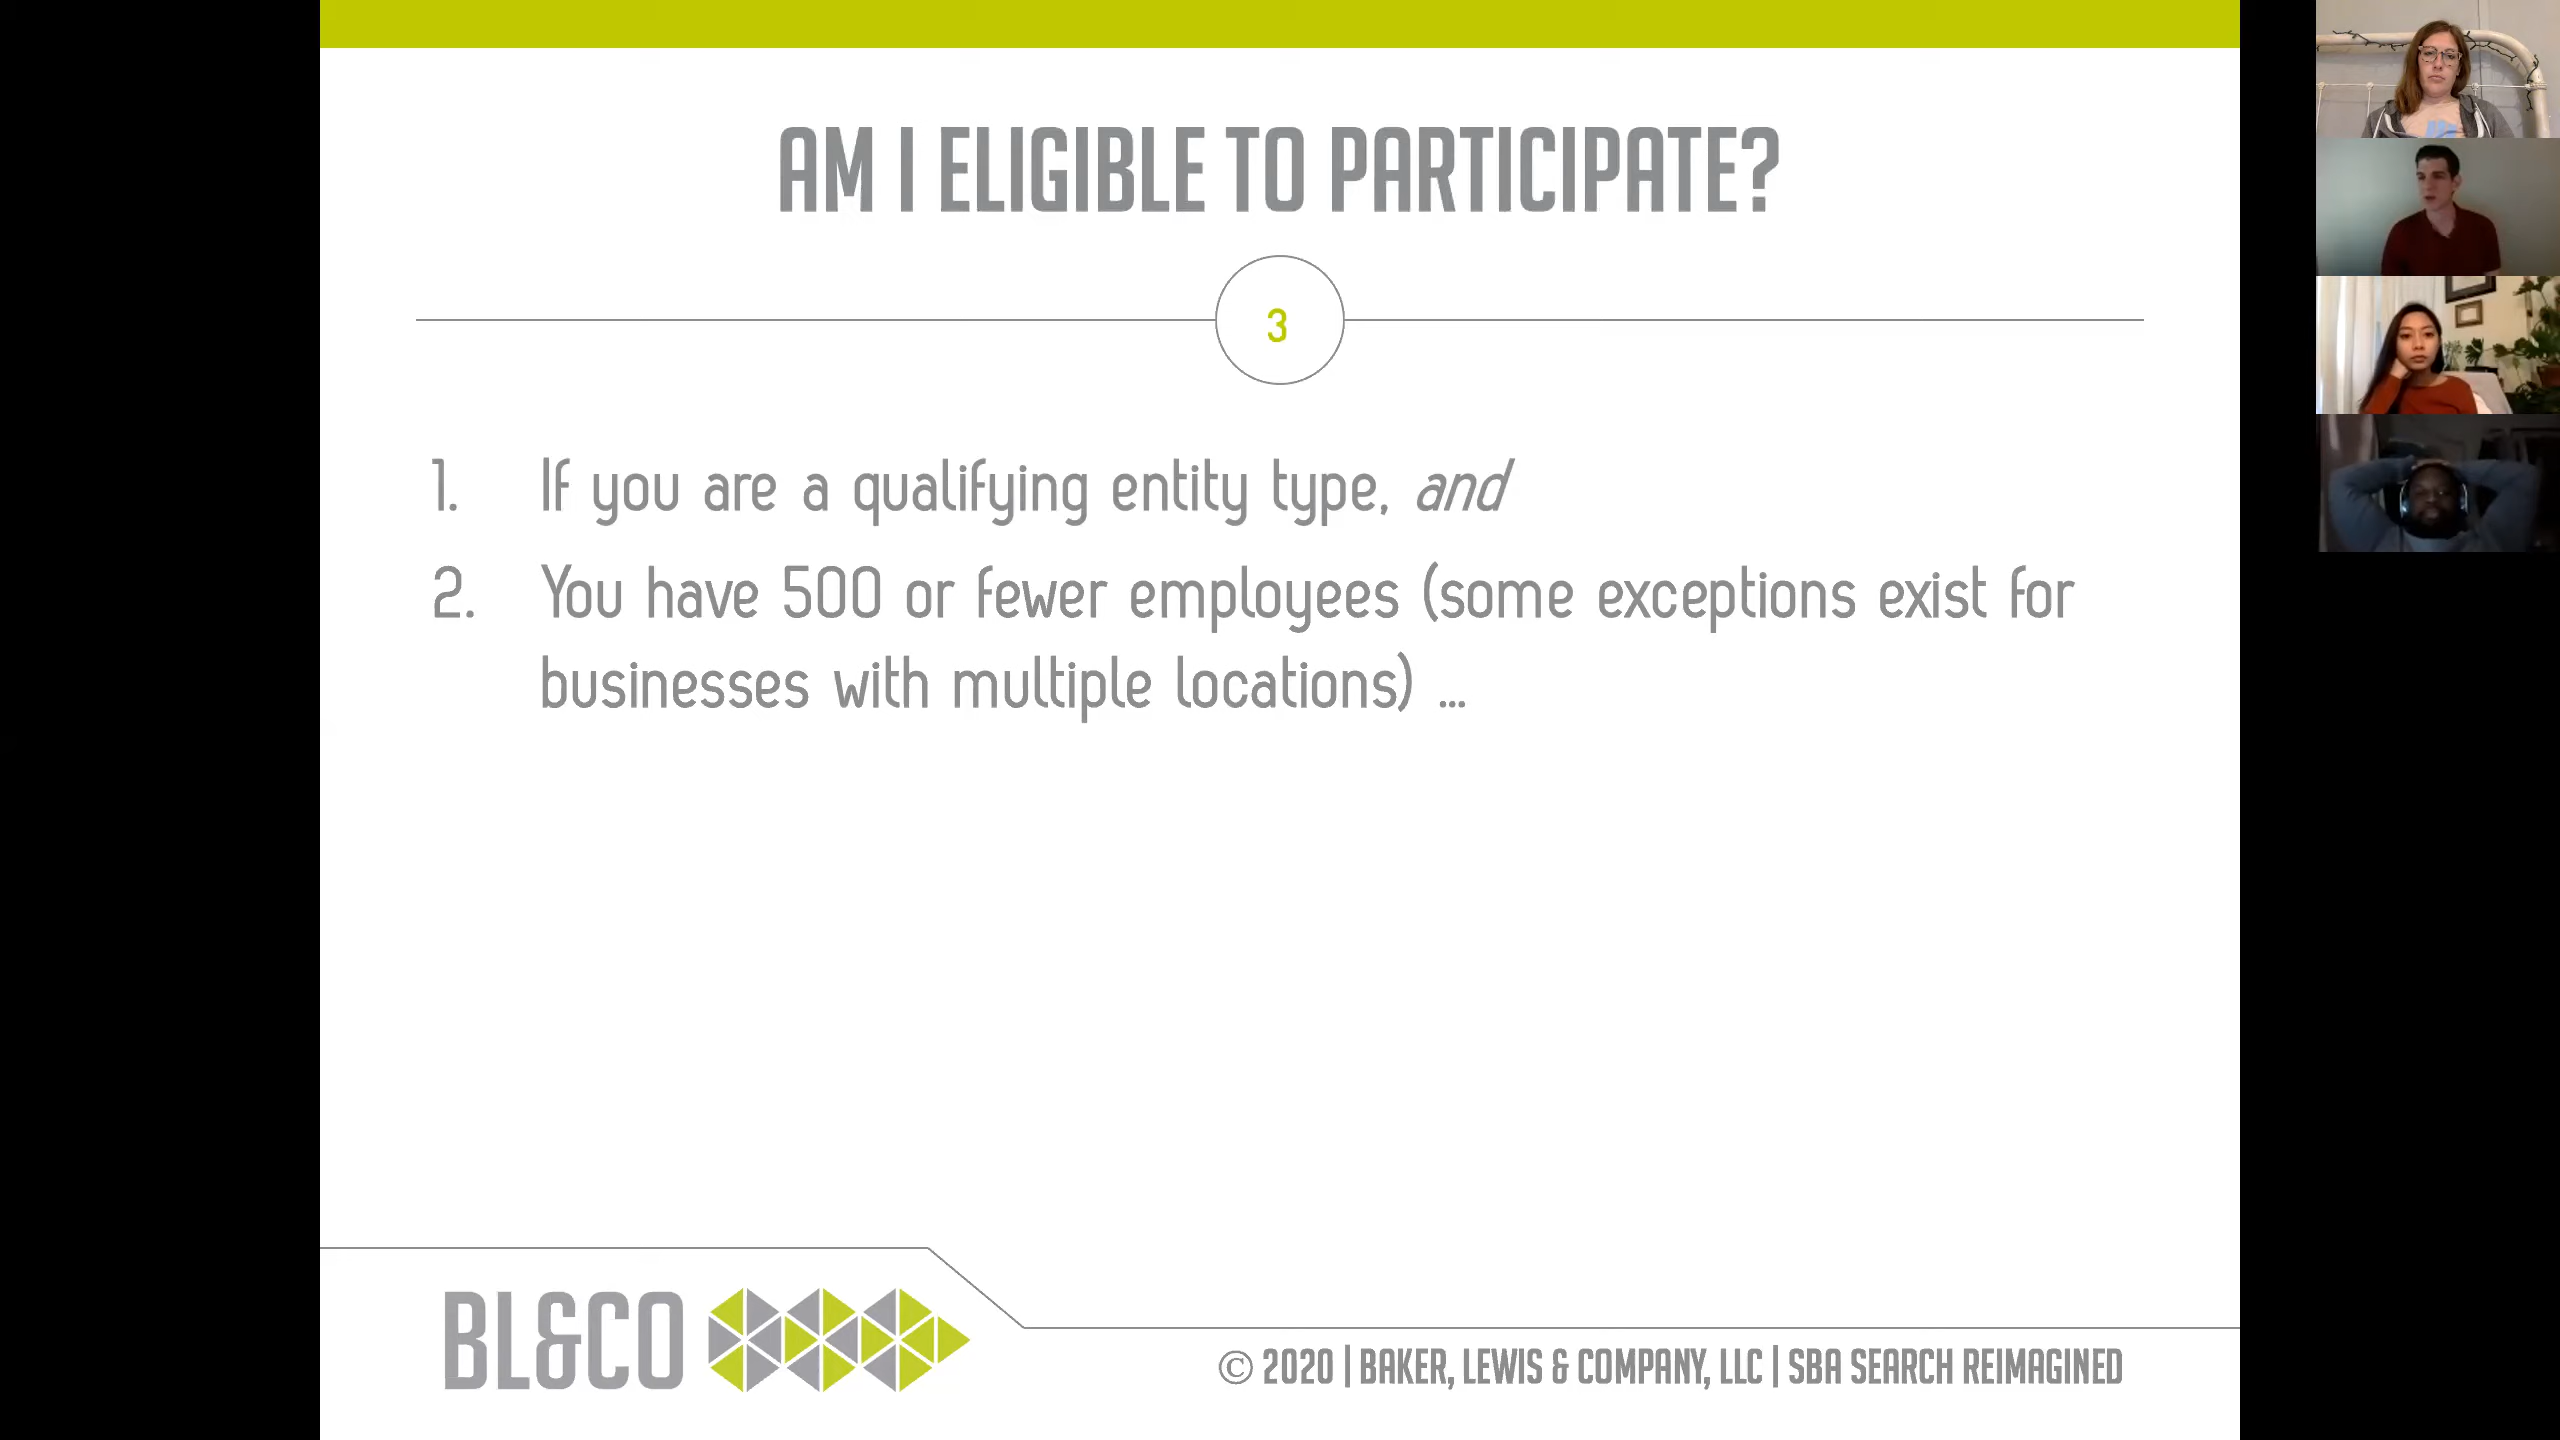 AM I ELIGIBLE TO PARTICIPATE?
3
1. If you are a qualifying entity type, and
2. You have 500 or fewer employees (some exceptions exist for
businesses with multiple locations) ...
BL&CO
© 2020 | BAKER, LEWIS & COMPANY, LLC | SBA SEARCH REIMAGINED